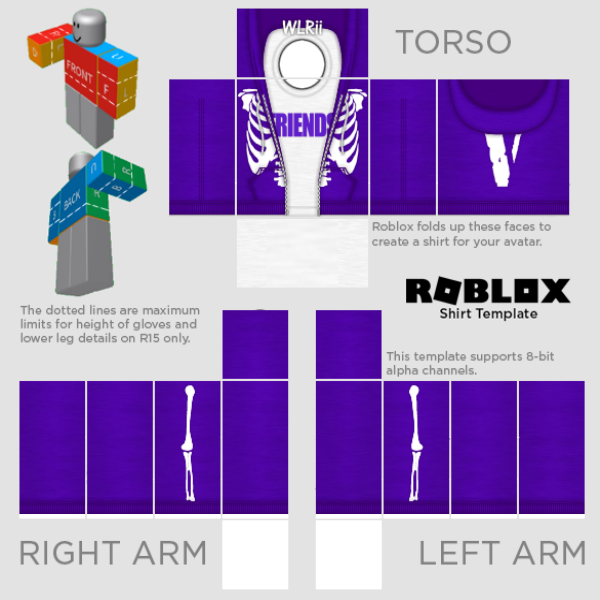 WLRii
TORSO
FRONT
F
L
D
R
FRIENDS
BACK
Roblox folds up these faces to
create a shirt for your avatar.
ROBLOX
Shirt Template
The dotted lines are maximum
limits for height of gloves and
lower leg details on R15 only.
This template supports 8-bit
alpha channels.
RIGHT ARM
LEFT ARM